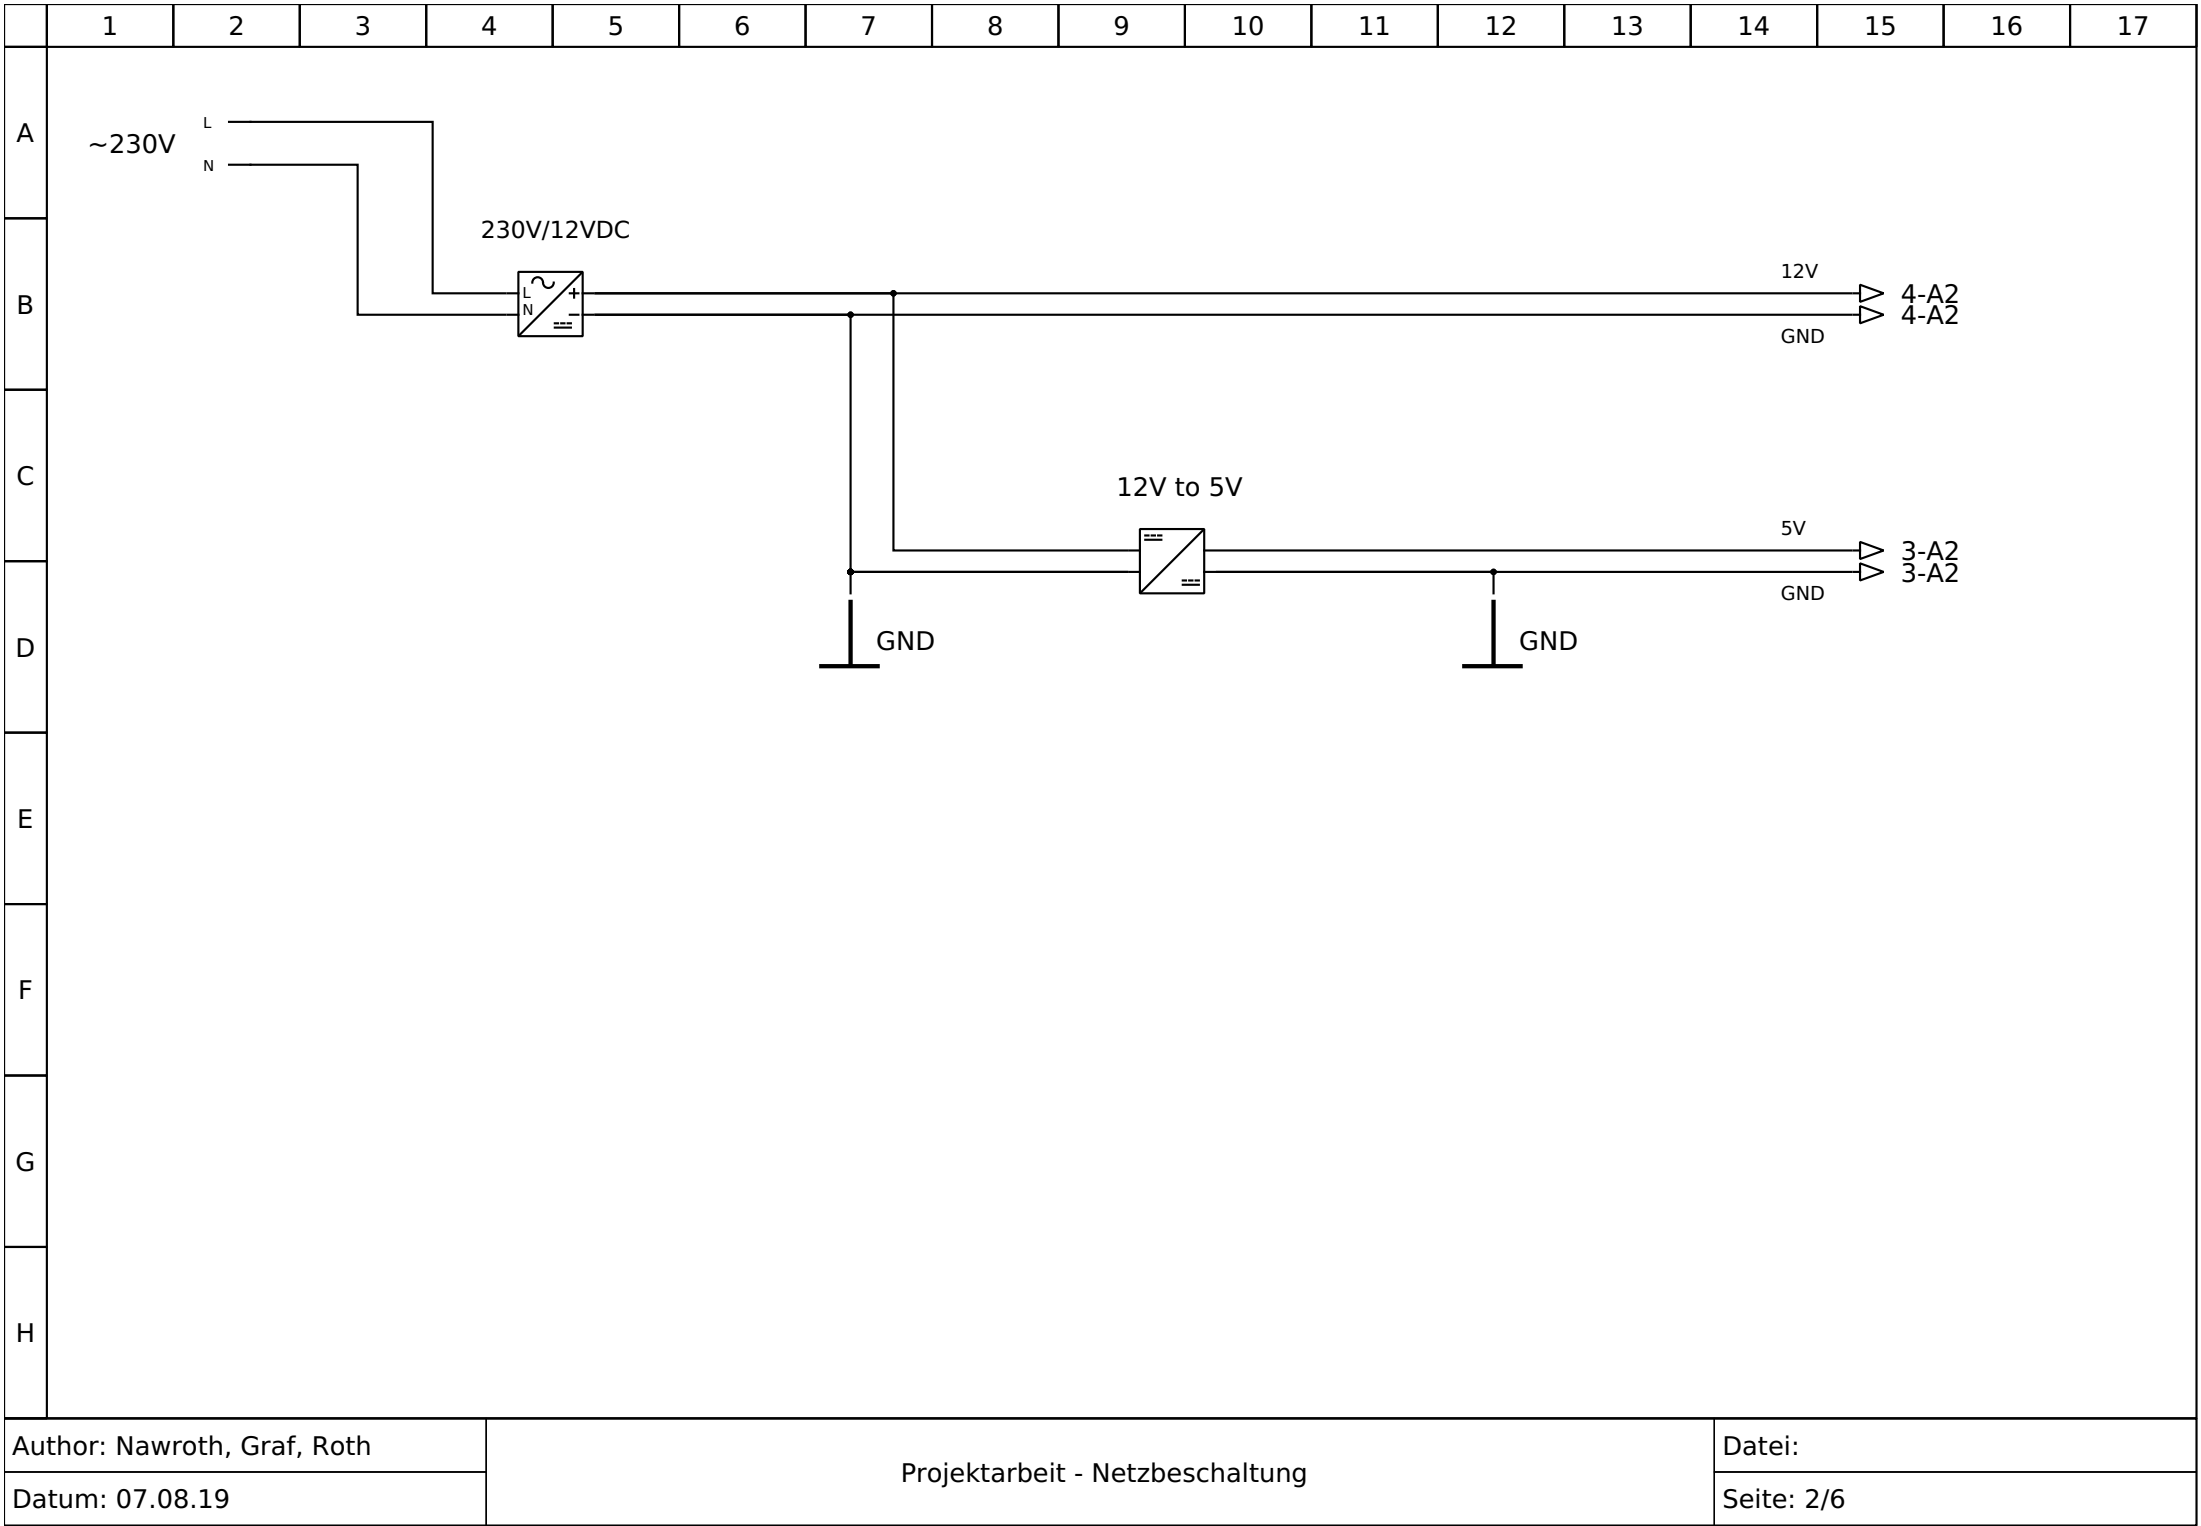 1 2 3 4 5 6 7 8 9 10 11 12 13 14 15 16 17
A
L
~230V
N
230V/12VDC
B
L +
N −
12V
4-A2
4-A2
GND
C
12V to 5V
5V
3-A2
3-A2
GND
D
GND GND
E
F
G
H
Author: Nawroth, Graf, Roth
Datum: 07.08.19
Projektarbeit - Netzbeschaltung
Datei:
Seite: 2/6